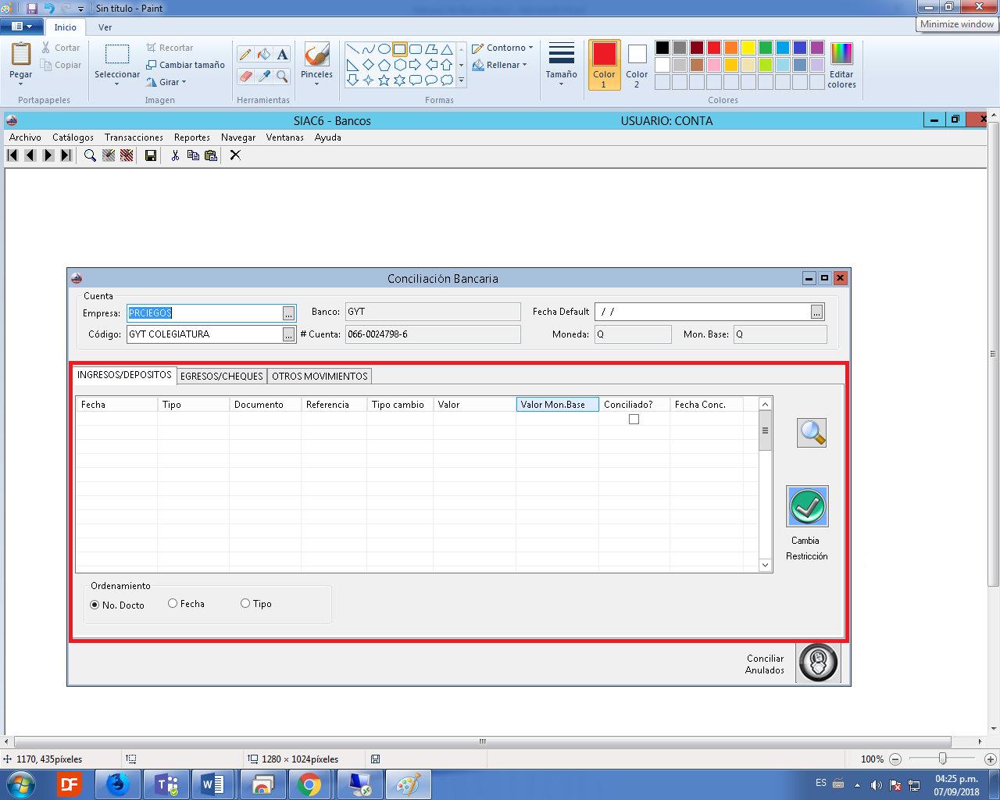 Sin título - Paint
Minimize window
Inicio
Ver
Pegar
Cortar
Copiar
Portapapeles
Seleccionar
Recortar
Cambiar tamaño
Girar
Imagen
A
Herramientas
Pinceles
Contorno
Rellenar
Formas
Tamaño
Color 1
Color 2
Editar colores
Colores
SIAC6 - Bancos
USUARIO: CONTA
Archivo Catálogos Transacciones Reportes Navegar Ventanas Ayuda
Conciliación Bancaria
Cuenta
Empresa: PRCIEGOS ... Banco: GYT Fecha Default / / ...
Código: GYT COLEGIATURA ... # Cuenta: 066-0024798-6 Moneda: Q Mon. Base: Q
INGRESOS/DEPOSITOS EGRESOS/CHEQUES OTROS MOVIMIENTOS
Fecha Tipo Documento Referencia Tipo cambio Valor Valor Mon.Base Conciliado? Fecha Conc.
Cambia
Restricción
Ordenamiento
No. Docto Fecha Tipo
Conciliar
Anulados
1170, 435píxeles
1280 × 1024píxeles
100%
DF
ES
04:25 p.m.
07/09/2018